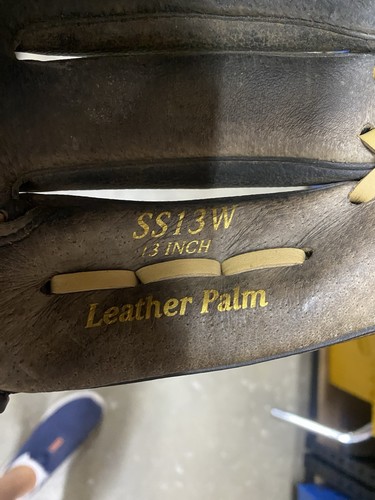 SS13W
13 INCH
Leather Palm